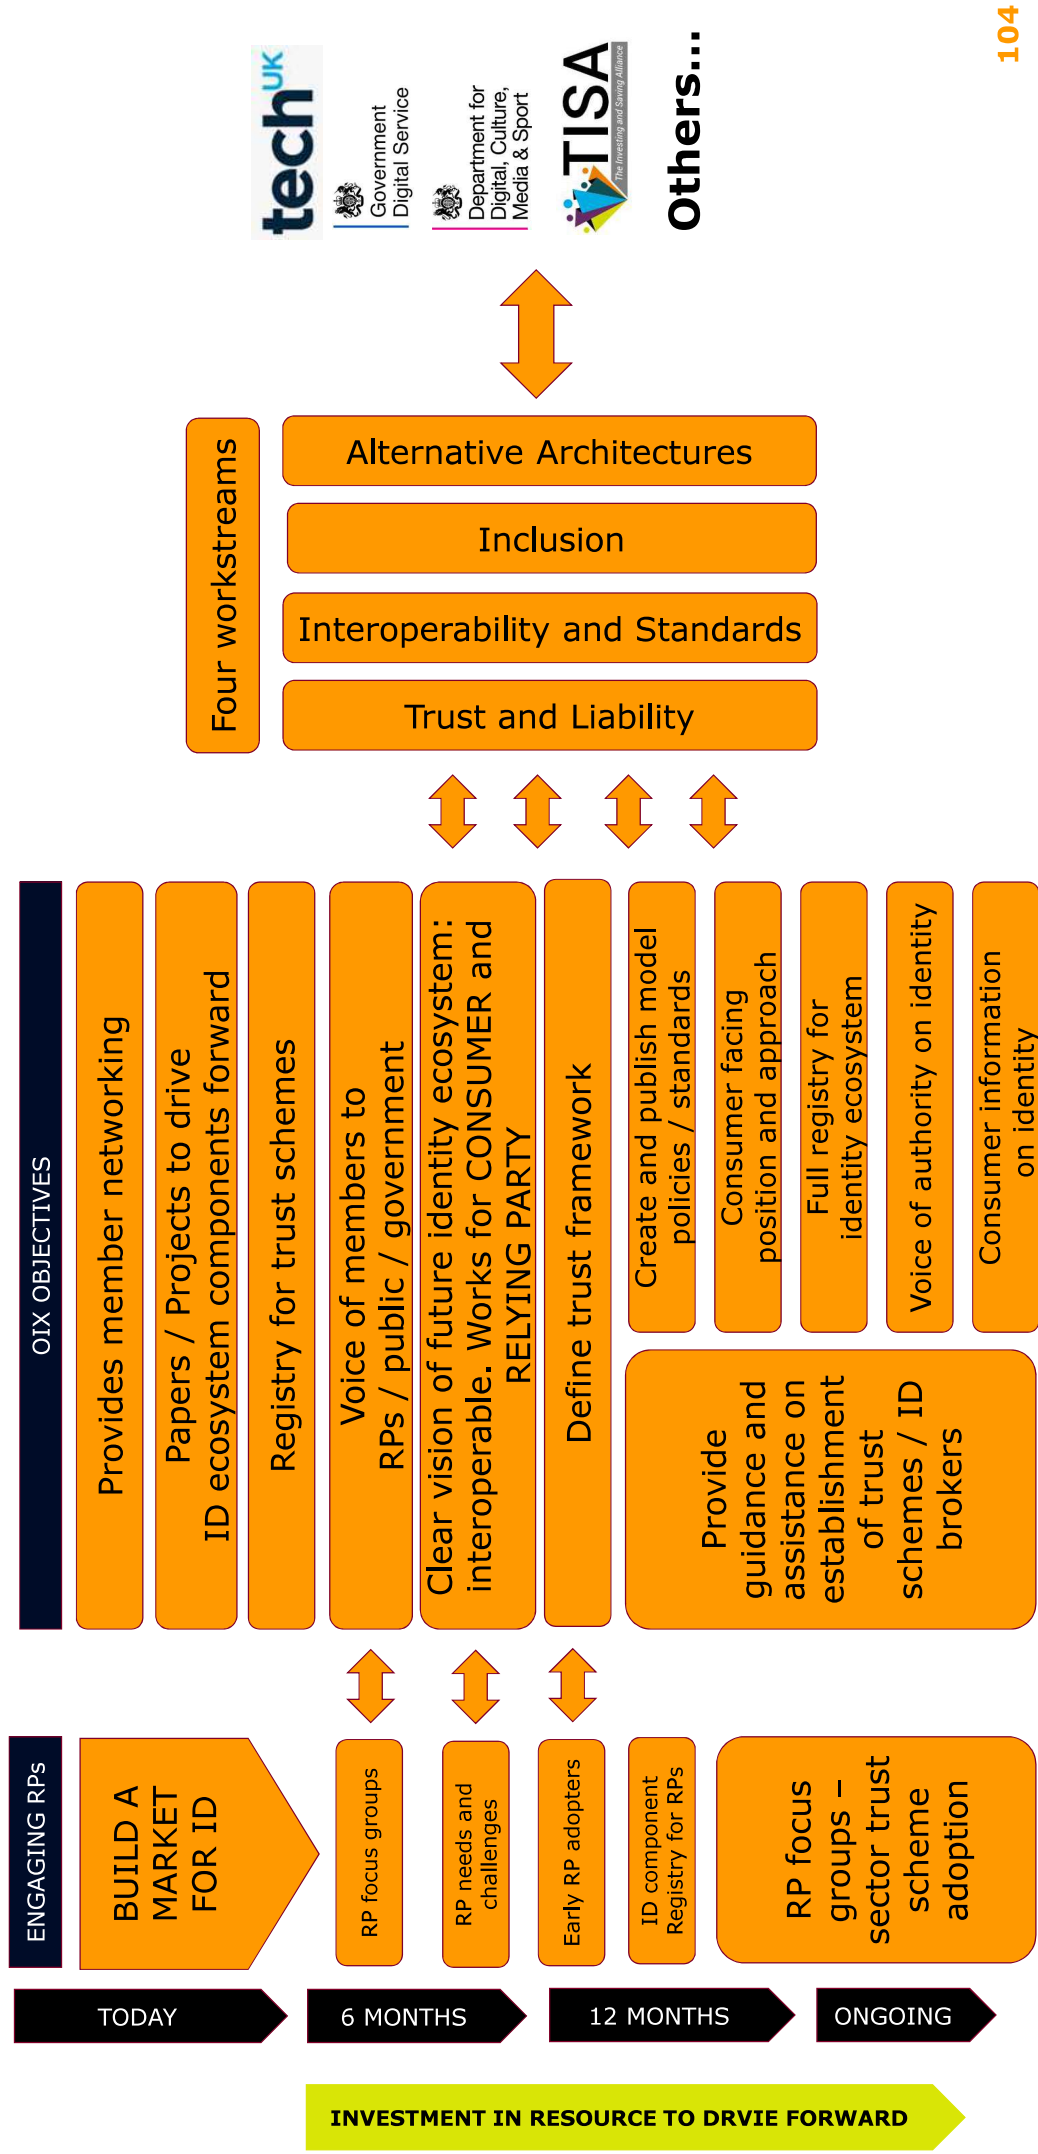 ENGAGING RPs
OIX OBJECTIVES
TODAY
6 MONTHS
12 MONTHS
ONGOING
INVESTMENT IN RESOURCE TO DRVIE FORWARD
BUILD A
MARKET
FOR ID
RP focus groups
RP needs and
challenges
Early RP adopters
ID component
Registry for RPs
RP focus
groups –
sector trust
scheme
adoption
Provides member networking
Papers / Projects to drive
ID ecosystem components forward
Registry for trust schemes
Voice of members to
RPs / public / government
Clear vision of future identity ecosystem:
interoperable. Works for CONSUMER and
RELYING PARTY
Define trust framework
Provide
guidance and
assistance on
establishment
of trust
schemes / ID
brokers
Create and publish model
policies / standards
Consumer facing
position and approach
Full registry for
identity ecosystem
Voice of authority on identity
Consumer information
on identity
Four workstreams
Trust and Liability
Interoperability and Standards
Inclusion
Alternative Architectures
techUK
Government
Digital Service
Department for
Digital, Culture,
Media & Sport
TISA
The Investing and Saving Alliance
Others...
104